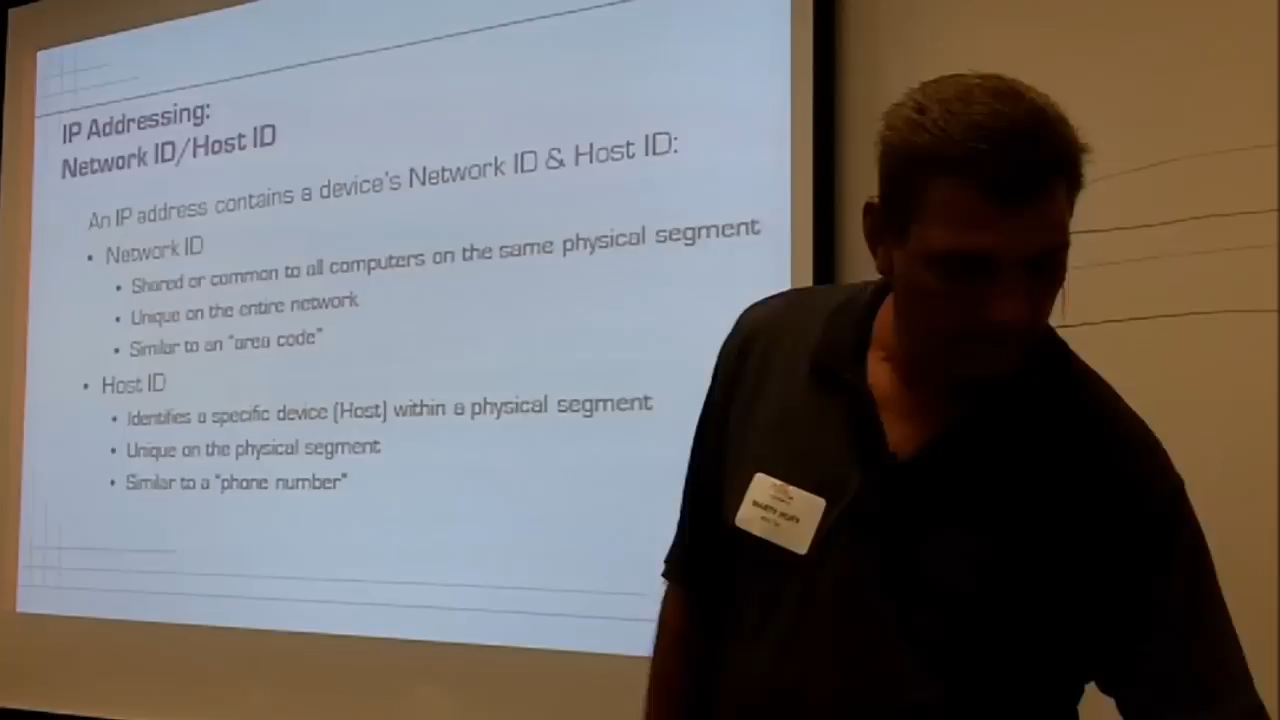 IP Addressing:
Network ID/Host ID
An IP address contains a device's Network ID & Host ID:
• Network ID
• Shared or common to all computers on the same physical segment
• Unique on the entire network
• Similar to an "area code"
• Host ID
• Identifies a specific device (Host) within a physical segment
• Unique on the physical segment
• Similar to a "phone number"